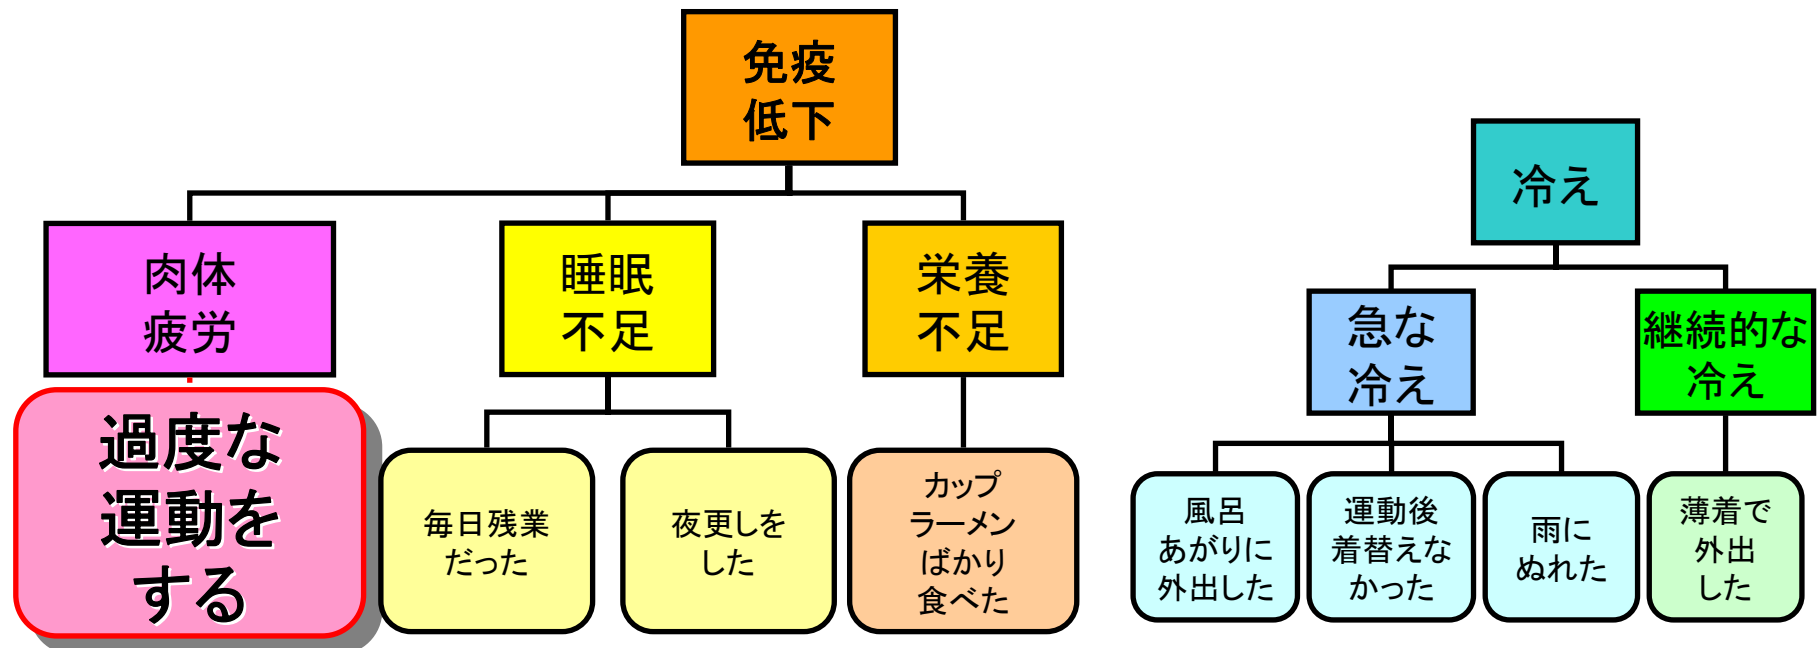 免疫
低下
肉体
疲労
睡眠
不足
栄養
不足
過度な
運動を
する
毎日残業
だった
夜更しを
した
カップ
ラーメン
ばかり
食べた
冷え
急な
冷え
継続的な
冷え
風呂
あがりに
外出した
運動後
着替えな
かった
雨に
ぬれた
薄着で
外出
した